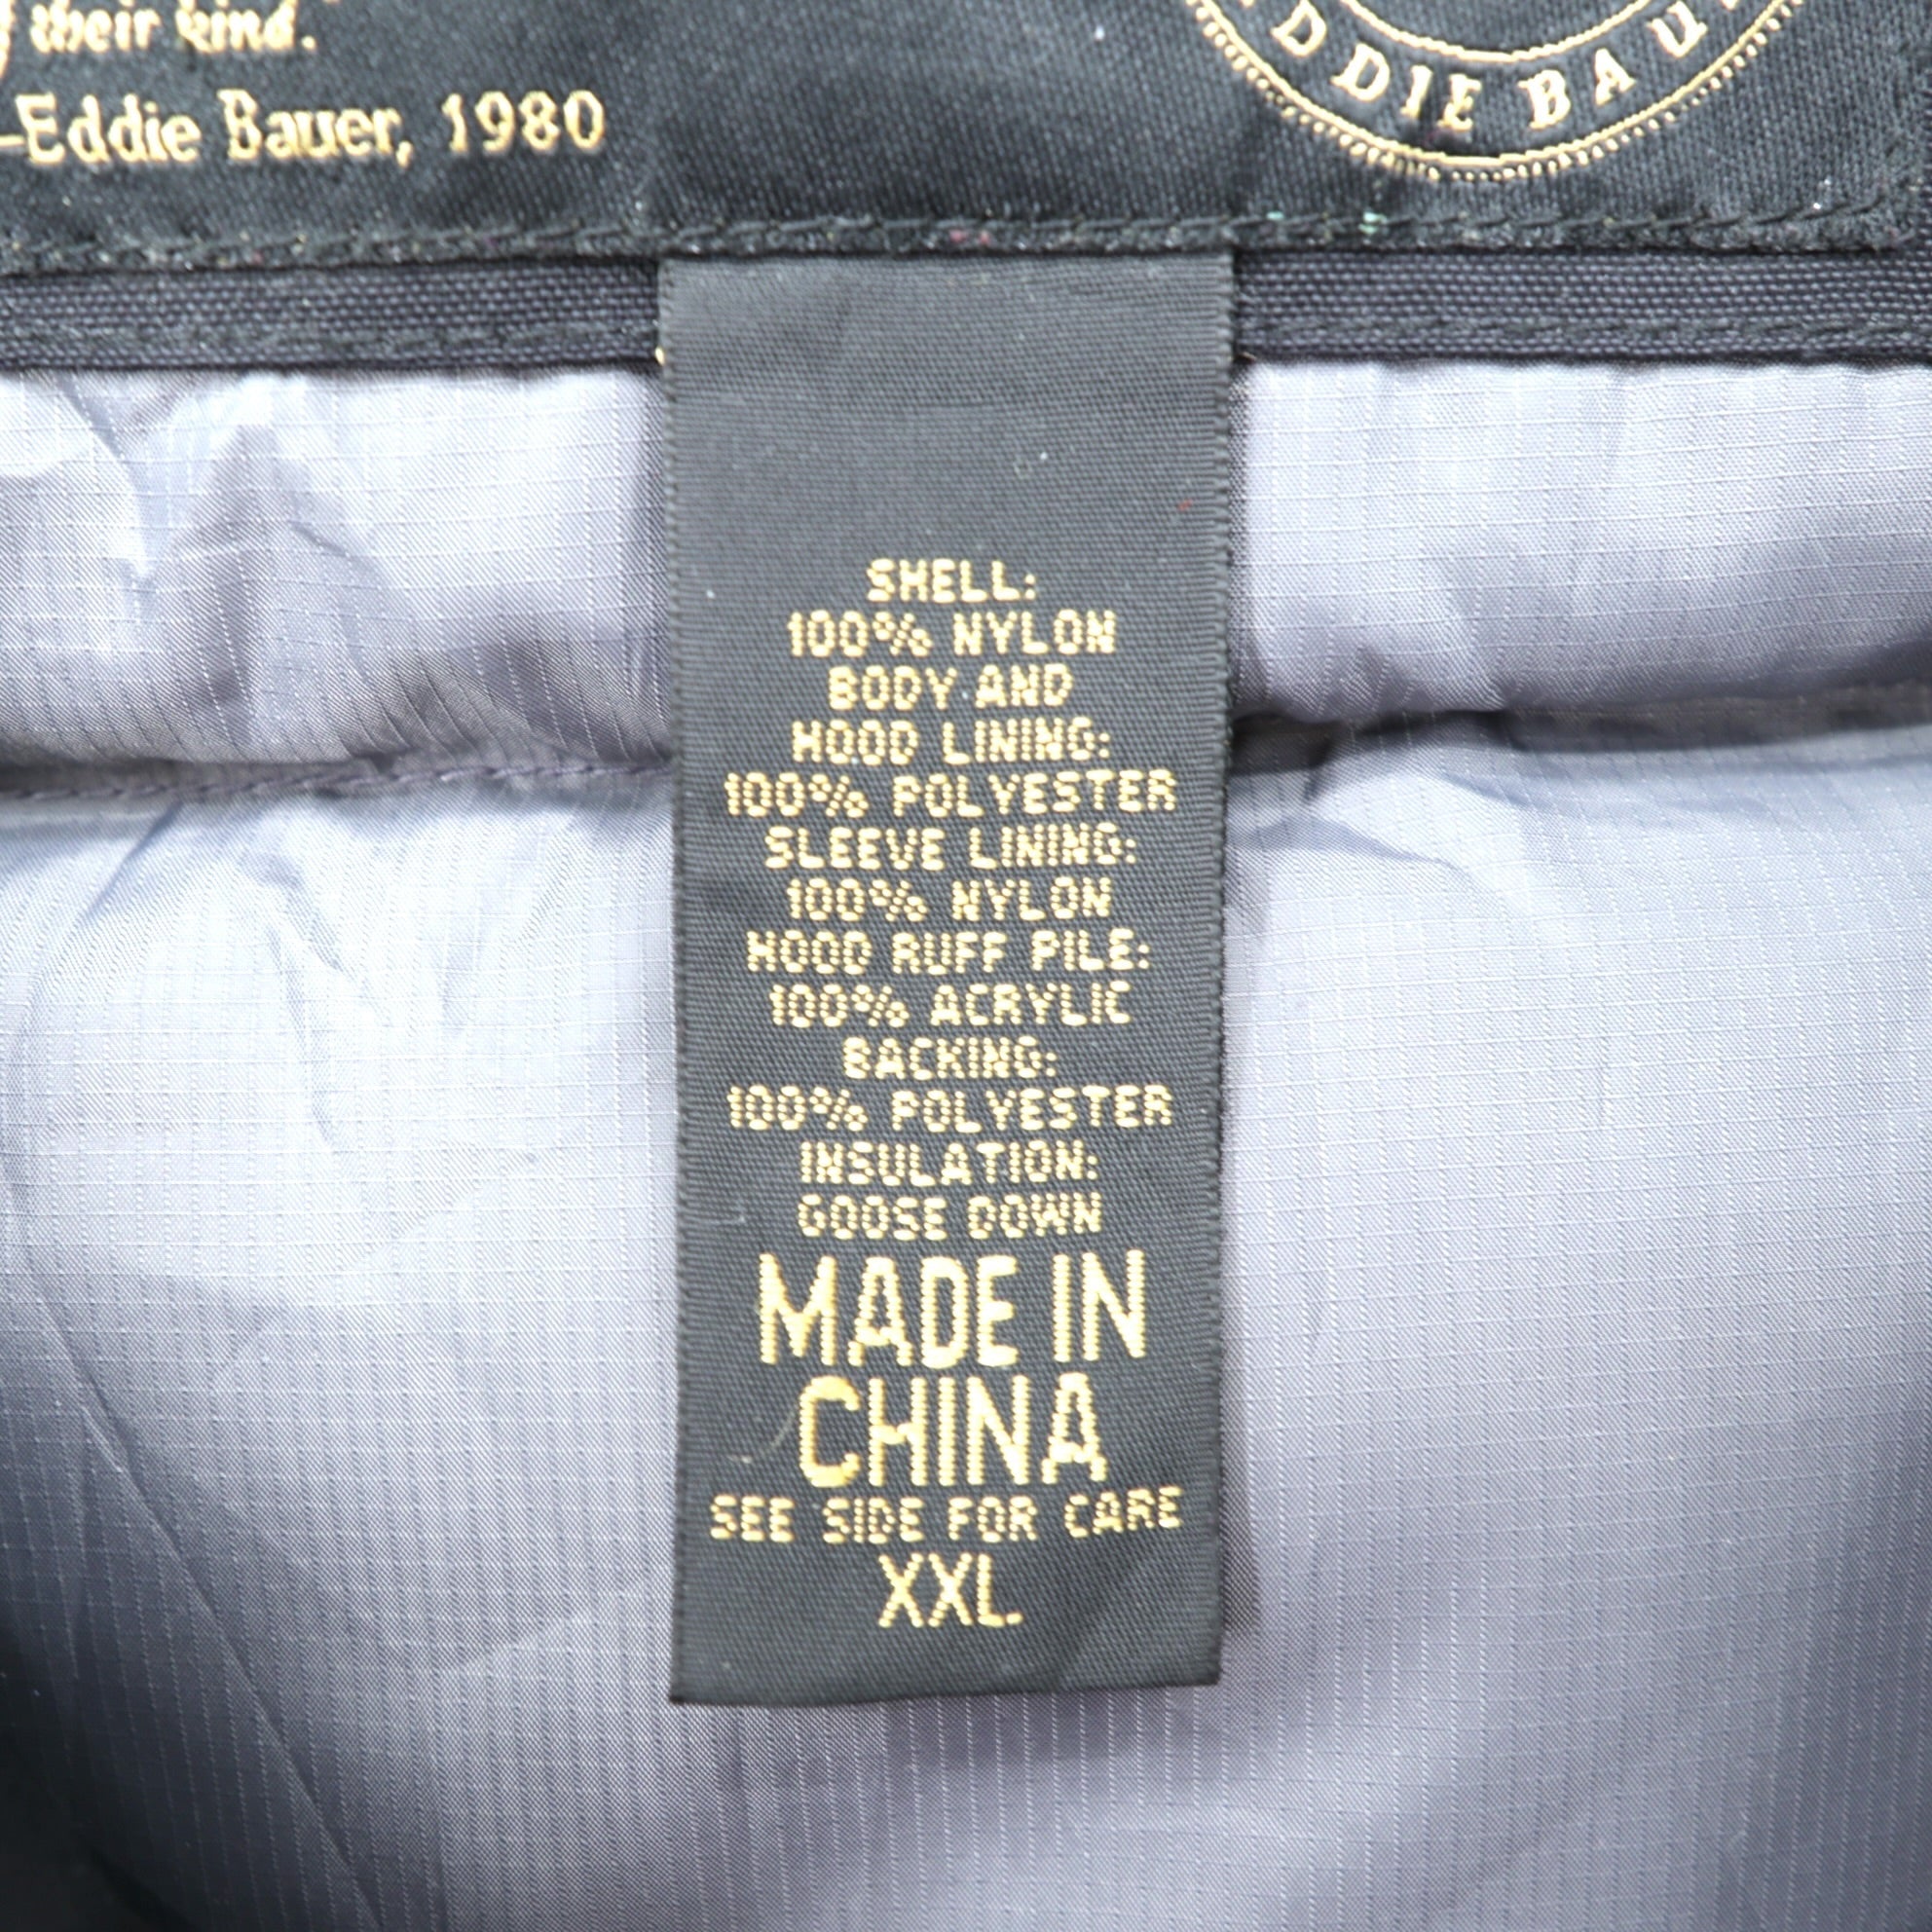 their kind."
—Eddie Bauer, 1980
EDDIE BAU
SHELL:
100% NYLON
BODY AND
HOOD LINING:
100% POLYESTER
SLEEVE LINING:
100% NYLON
HOOD RUFF PILE:
100% ACRYLIC
BACKING:
100% POLYESTER
INSULATION:
GOOSE DOWN
MADE IN
CHINA
SEE SIDE FOR CARE
XXL